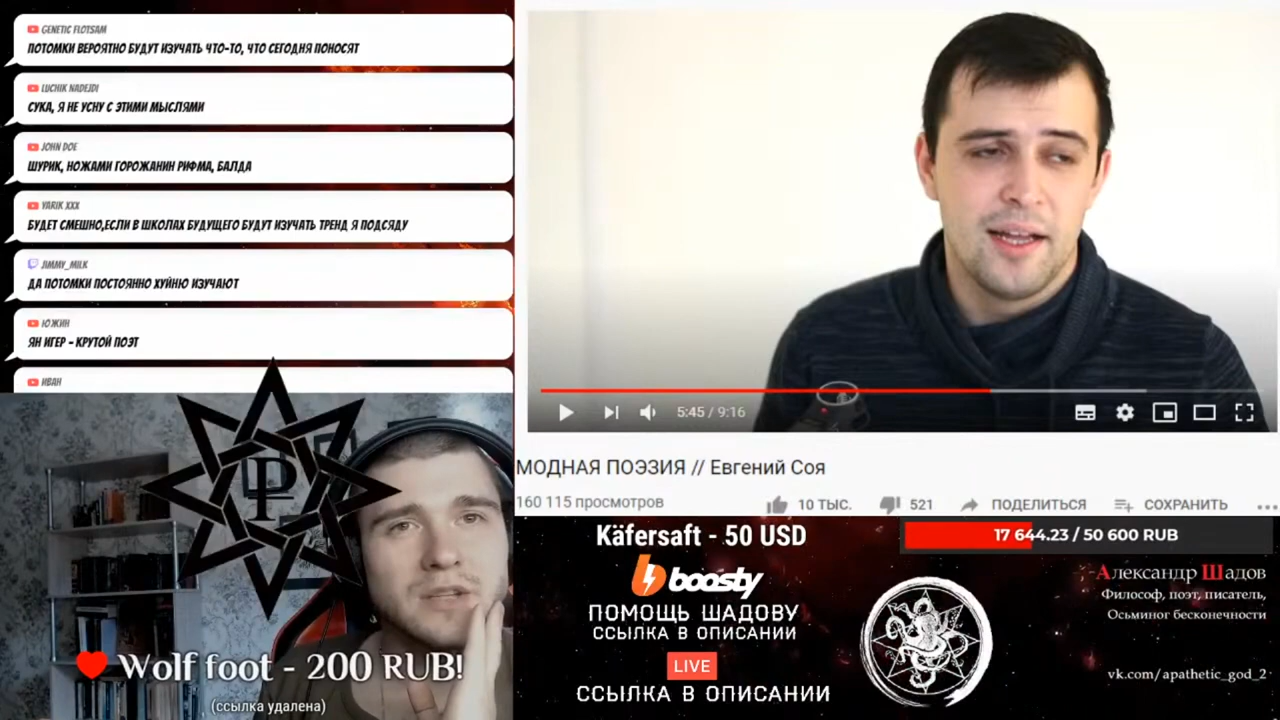 GENETIC FLOTSAM
ПОТОМКИ ВЕРОЯТНО БУДУТ ИЗУЧАТЬ ЧТО-ТО, ЧТО СЕГОДНЯ ПОНОСЯТ
LUCHIK NADEJDI
СУКА, Я НЕ УСНУ С ЭТИМИ МЫСЛЯМИ
JOHN DOE
ШУРИК, НОЖАМИ ГОРОЖАНИН РИФМА, БАЛДА
YARIK XXX
БУДЕТ СМЕШНО,ЕСЛИ В ШКОЛАХ БУДУЩЕГО БУДУТ ИЗУЧАТЬ ТРЕНД Я ПОДСЯДУ
JIMMY_MILK
ДА ПОТОМКИ ПОСТОЯННО ХУЙНЮ ИЗУЧАЮТ
ЮЖИН
ЯН ИГЕР - КРУТОЙ ПОЭТ
ИВАН
P
Wolf foot - 200 RUB!
(ссылка удалена)
5:45 / 9:16
МОДНАЯ ПОЭЗИЯ // Евгений Соя
160 115 просмотров
10 ТЫС.
521
ПОДЕЛИТЬСЯ
СОХРАНИТЬ
Käfersaft - 50 USD
boosty
ПОМОЩЬ ШАДОВУ
ССЫЛКА В ОПИСАНИИ
LIVE
ССЫЛКА В ОПИСАНИИ
17 644.23 / 50 600 RUB
Александр Шадов
Философ, поэт, писатель,
Осьминог бесконечности
vk.com/apathetic_god_2